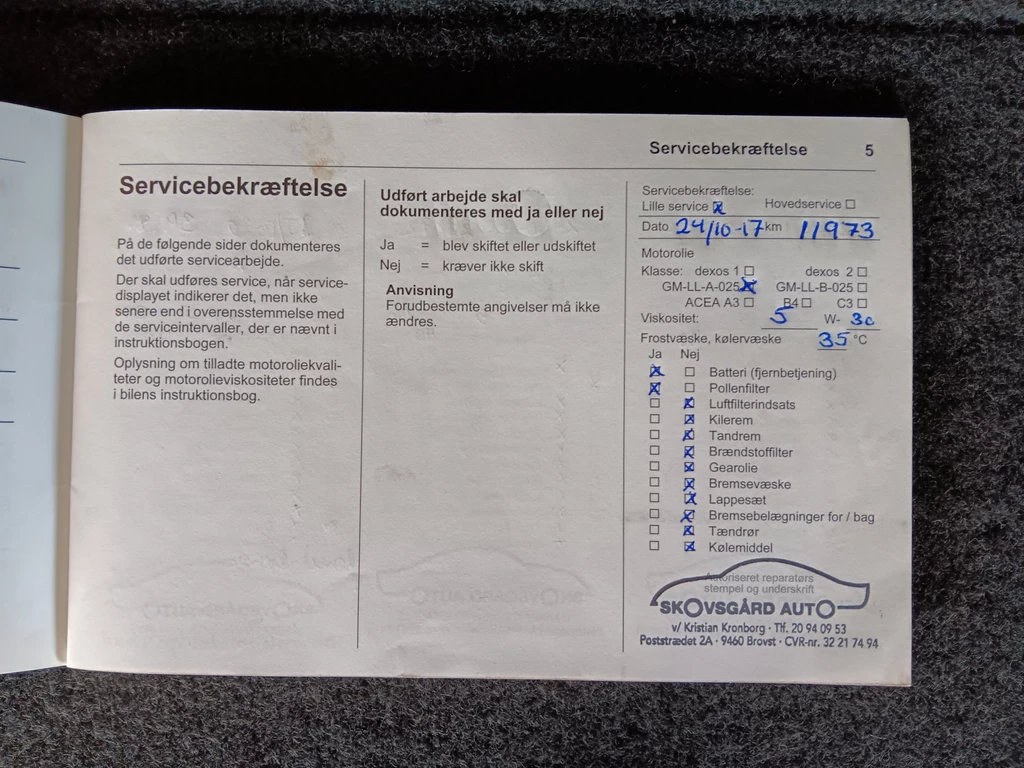 Servicebekræftelse 5
Servicebekræftelse
På de følgende sider dokumenteres
det udførte servicearbejde.
Der skal udføres service, når service-
displayet indikerer det, men ikke
senere end i overensstemmelse med
de serviceintervaller, der er nævnt i
instruktionsbogen.
Oplysning om tilladte motoroliekvali-
teter og motorolieviskositeter findes
i bilens instruktionsbog.
Udført arbejde skal
dokumenteres med ja eller nej
Ja = blev skiftet eller udskiftet
Nej = kræver ikke skift
Anvisning
Forudbestemte angivelser må ikke
ændres.
Servicebekræftelse:
Lille service ☒ Hovedservice ☐
Dato 24/10-17 km 11973
Motorolie
Klasse: dexos 1 ☐ dexos 2 ☐
GM-LL-A-025 ☒ GM-LL-B-025 ☐
ACEA A3 ☐ B4 ☐ C3 ☐
Viskositet: 5 W- 30
Frostvæske, kølervæske 35 °C
Ja Nej
☒ ☐ Batteri (fjernbetjening)
☒ ☐ Pollenfilter
☐ ☒ Luftfilterindsats
☐ ☒ Kilerem
☐ ☒ Tandrem
☐ ☒ Brændstoffilter
☐ ☒ Gearolie
☐ ☒ Bremsevæske
☐ ☒ Lappesæt
☐ ☒ Bremsebelægninger for / bag
☐ ☒ Tændrør
☐ ☒ Kølemiddel
Autoriseret reparatørs
stempel og underskrift
SKOVSGÅRD AUTO
v/ Kristian Kronborg · Tlf. 20 94 09 53
Poststrædet 2A · 9460 Brovst · CVR-nr. 32 21 74 94